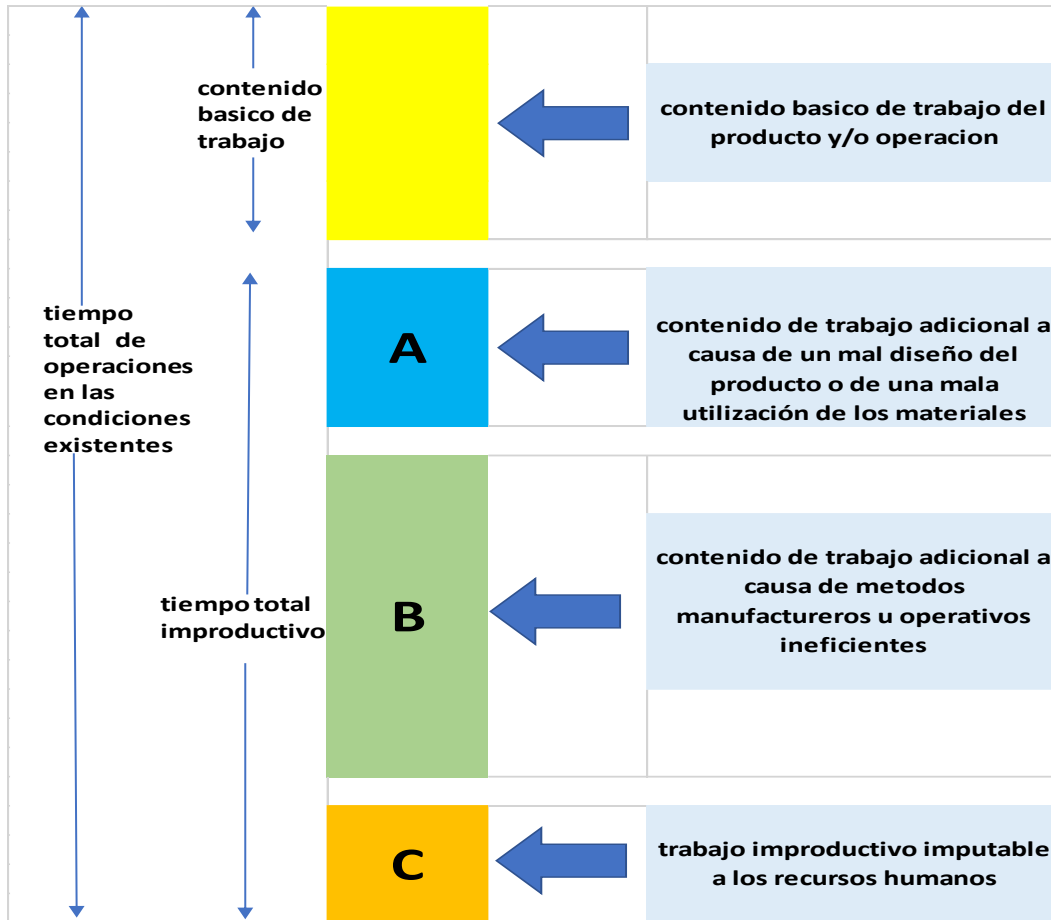 contenido
basico de
trabajo
contenido basico de trabajo del
producto y/o operacion
tiempo
total de
operaciones
en las
condiciones
existentes
A
contenido de trabajo adicional a
causa de un mal diseño del
producto o de una mala
utilización de los materiales
tiempo total
improductivo
B
contenido de trabajo adicional a
causa de metodos
manufactureros u operativos
ineficientes
C
trabajo improductivo imputable
a los recursos humanos